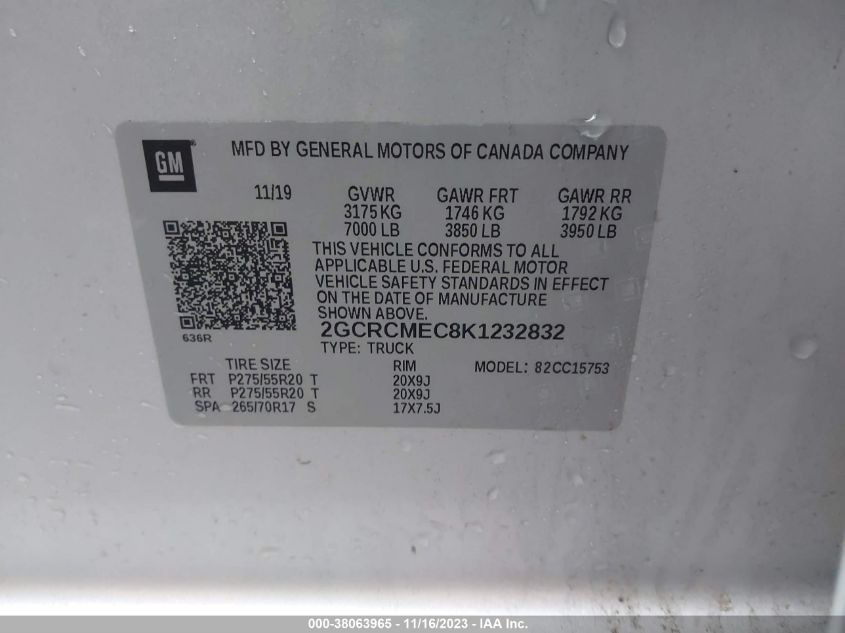 GM MFD BY GENERAL MOTORS OF CANADA COMPANY
11/19 GVWR GAWR FRT GAWR RR
3175 KG 1746 KG 1792 KG
7000 LB 3850 LB 3950 LB
THIS VEHICLE CONFORMS TO ALL
APPLICABLE U.S. FEDERAL MOTOR
VEHICLE SAFETY STANDARDS IN EFFECT
ON THE DATE OF MANUFACTURE
SHOWN ABOVE.
636R 2GCRCMEC8K1232832
TYPE: TRUCK
TIRE SIZE RIM MODEL: 82CC15753
FRT P275/55R20 T 20X9J
RR P275/55R20 T 20X9J
SPA 265/70R17 S 17X7.5J
000-38063965 - 11/16/2023 - IAA Inc.